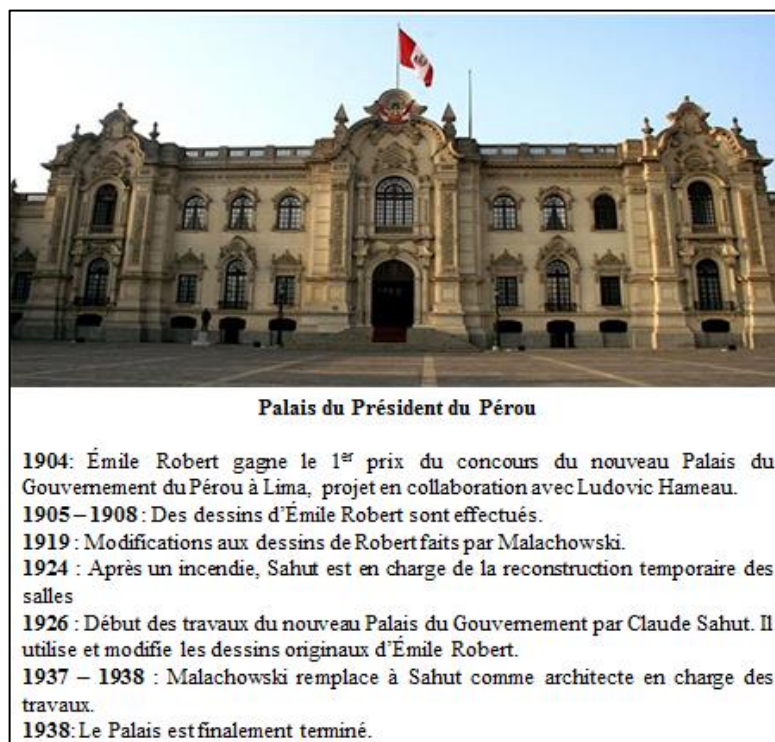 Palais du Président du Pérou
1904: Émile Robert gagne le 1er prix du concours du nouveau Palais du
Gouvernement du Pérou à Lima, projet en collaboration avec Ludovic Hameau.
1905 – 1908 : Des dessins d’Émile Robert sont effectués.
1919 : Modifications aux dessins de Robert faits par Malachowski.
1924 : Après un incendie, Sahut est en charge de la reconstruction temporaire des
salles
1926 : Début des travaux du nouveau Palais du Gouvernement par Claude Sahut. Il
utilise et modifie les dessins originaux d’Émile Robert.
1937 – 1938 : Malachowski remplace à Sahut comme architecte en charge des
travaux.
1938: Le Palais est finalement terminé.